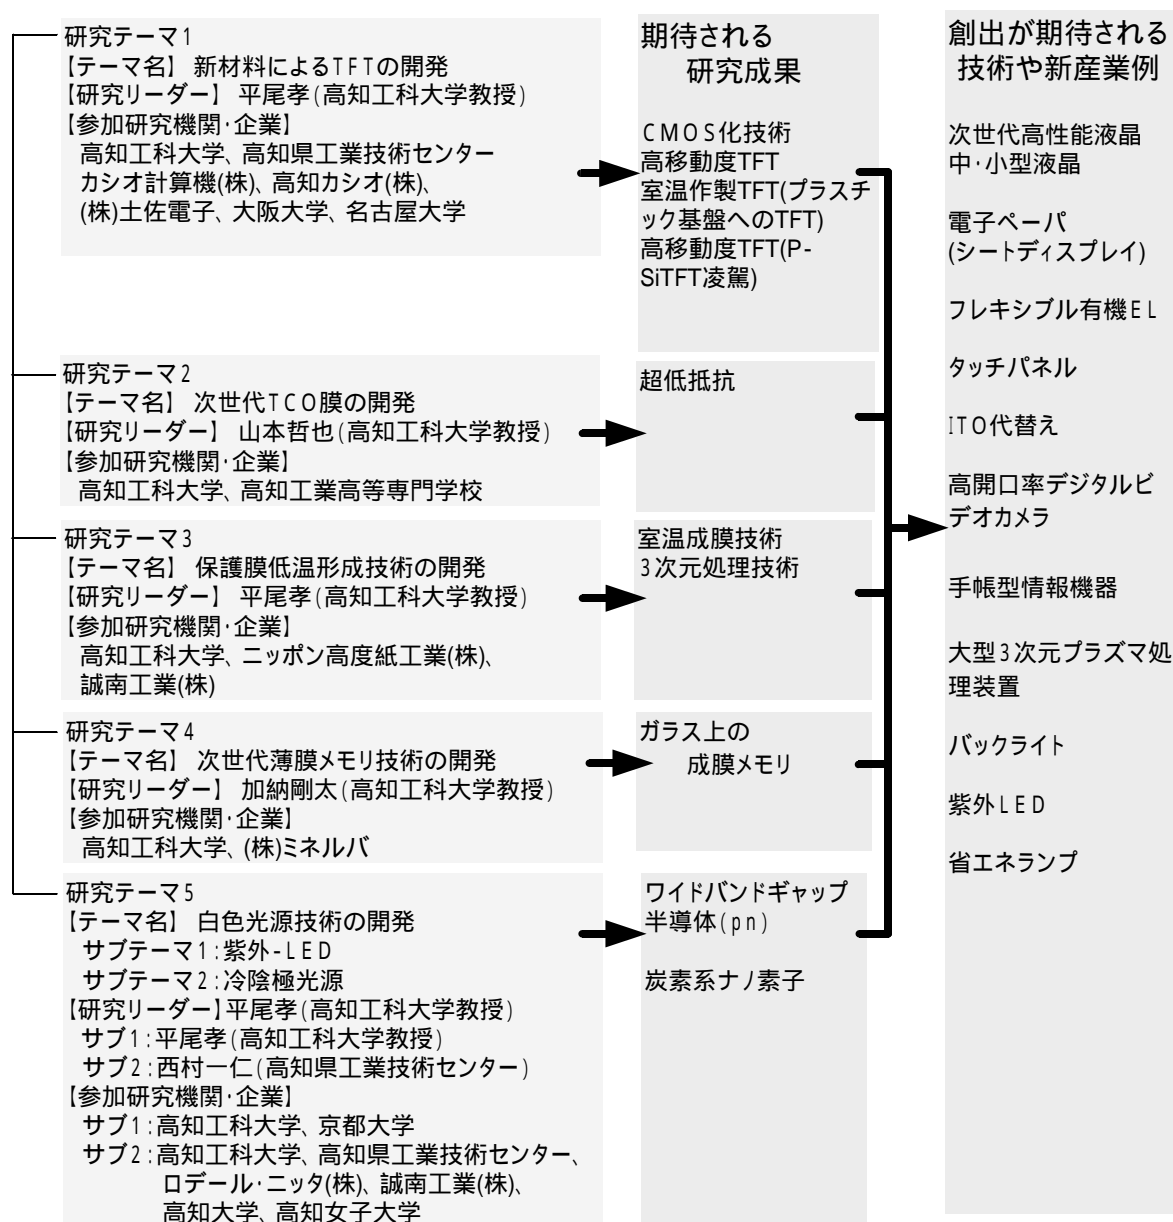 研究テーマ1
【テーマ名】 新材料によるTFTの開発
【研究リーダー】 平尾孝(高知工科大学教授)
【参加研究機関･企業】
高知工科大学、高知県工業技術センター
カシオ計算機(株)、高知カシオ(株)、
(株)土佐電子、大阪大学、名古屋大学
研究テーマ2
【テーマ名】 次世代TCO膜の開発
【研究リーダー】 山本哲也(高知工科大学教授)
【参加研究機関･企業】
高知工科大学、高知工業高等専門学校
研究テーマ3
【テーマ名】 保護膜低温形成技術の開発
【研究リーダー】 平尾孝(高知工科大学教授)
【参加研究機関･企業】
高知工科大学、ニッポン高度紙工業(株)、
誠南工業(株)
研究テーマ4
【テーマ名】 次世代薄膜メモリ技術の開発
【研究リーダー】 加納剛太(高知工科大学教授)
【参加研究機関･企業】
高知工科大学、(株)ミネルバ
研究テーマ5
【テーマ名】 白色光源技術の開発
サブテーマ1:紫外-LED
サブテーマ2:冷陰極光源
【研究リーダー】平尾孝(高知工科大学教授)
サブ1:平尾孝(高知工科大学教授)
サブ2:西村一仁(高知県工業技術センター)
【参加研究機関･企業】
サブ1:高知工科大学、京都大学
サブ2:高知工科大学、高知県工業技術センター、
ロデール･ニッタ(株)、誠南工業(株)、
高知大学、高知女子大学
期待される
研究成果
CMOS化技術
高移動度TFT
室温作製TFT(プラスチ
ック基盤へのTFT)
高移動度TFT(P-
SiTFT凌駕)
超低抵抗
室温成膜技術
3次元処理技術
ガラス上の
成膜メモリ
ワイドバンドギャップ
半導体(pn)
炭素系ナノ素子
創出が期待される
技術や新産業例
次世代高性能液晶
中･小型液晶
電子ペーパ
(シートディスプレイ)
フレキシブル有機EL
タッチパネル
ITO代替え
高開口率デジタルビ
デオカメラ
手帳型情報機器
大型3次元プラズマ処
理装置
バックライト
紫外LED
省エネランプ